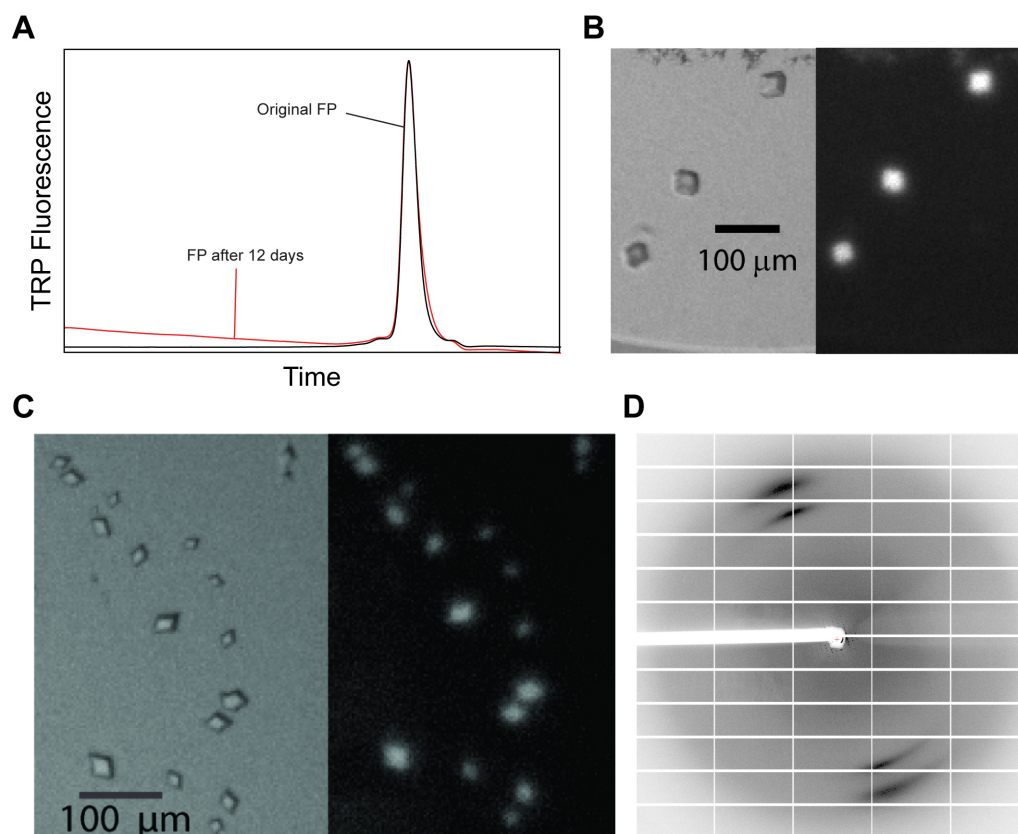 A
TRP Fluorescence
Original FP
FP after 12 days
Time
B
100 μm
C
100 μm
D